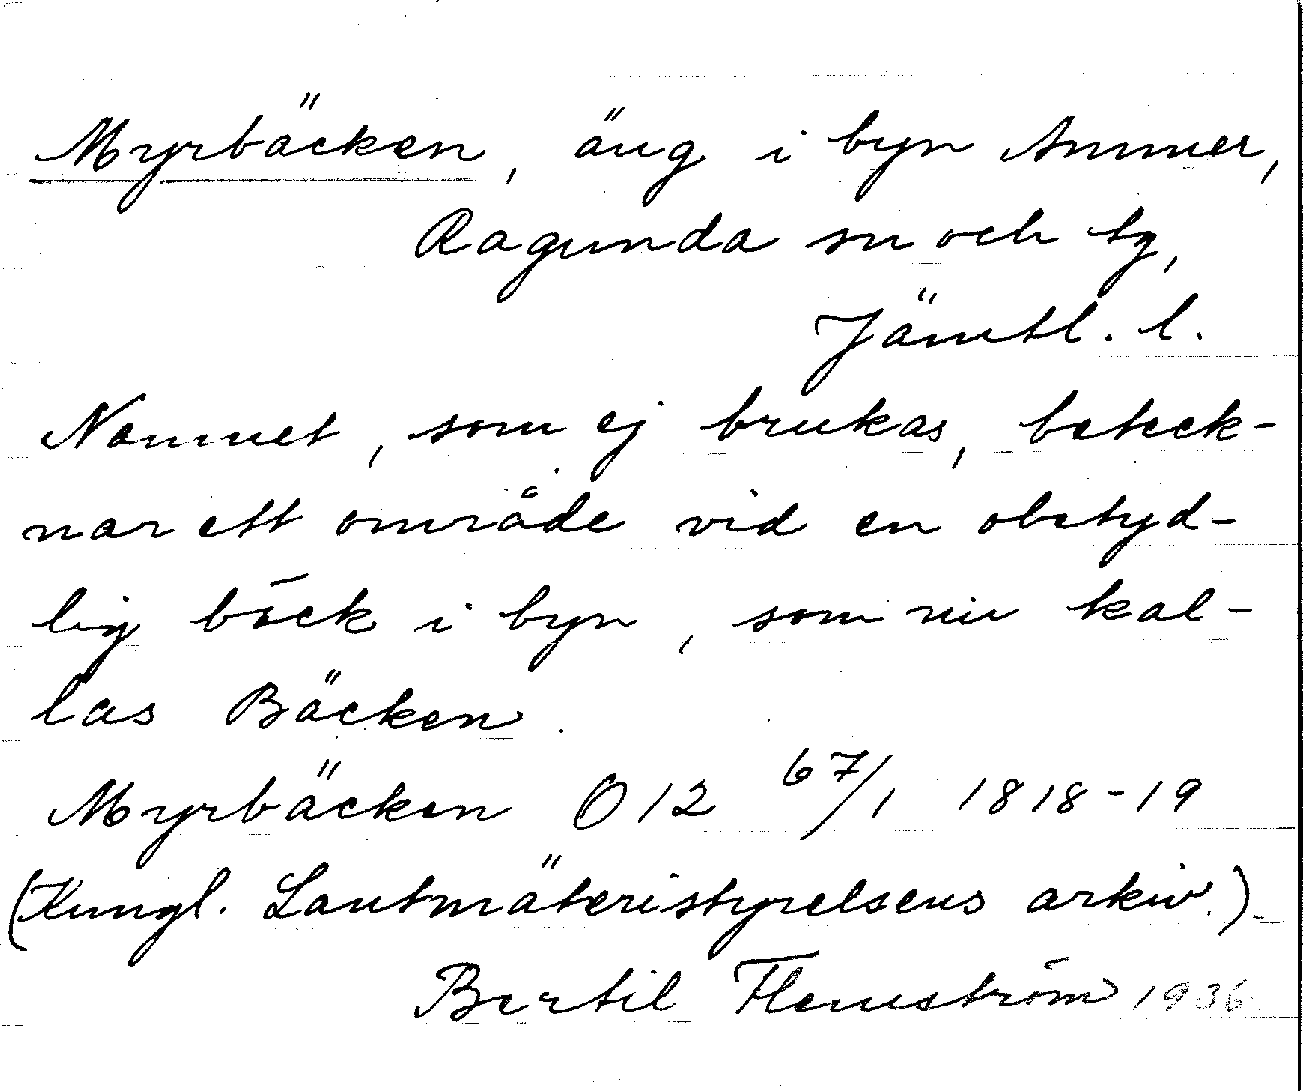 Myrbäcken, äng i byn Ammer,
Ragunda sn och tg,
Jämtl. l.
Namnet, som ej brukas, beteck-
nar ett område vid en obetyd-
lig bäck i byn, som nu kal-
las Bäcken.
Myrbäcken O12 67/1 1818-19
(Kungl. Lantmäteristyrelsens arkiv.)
Bertil Flemström 1936